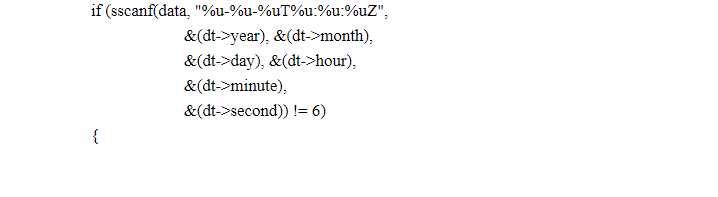 if (sscanf(data, "%u-%u-%uT%u:%u:%uZ",
&(dt->year), &(dt->month),
&(dt->day), &(dt->hour),
&(dt->minute),
&(dt->second)) != 6)
{